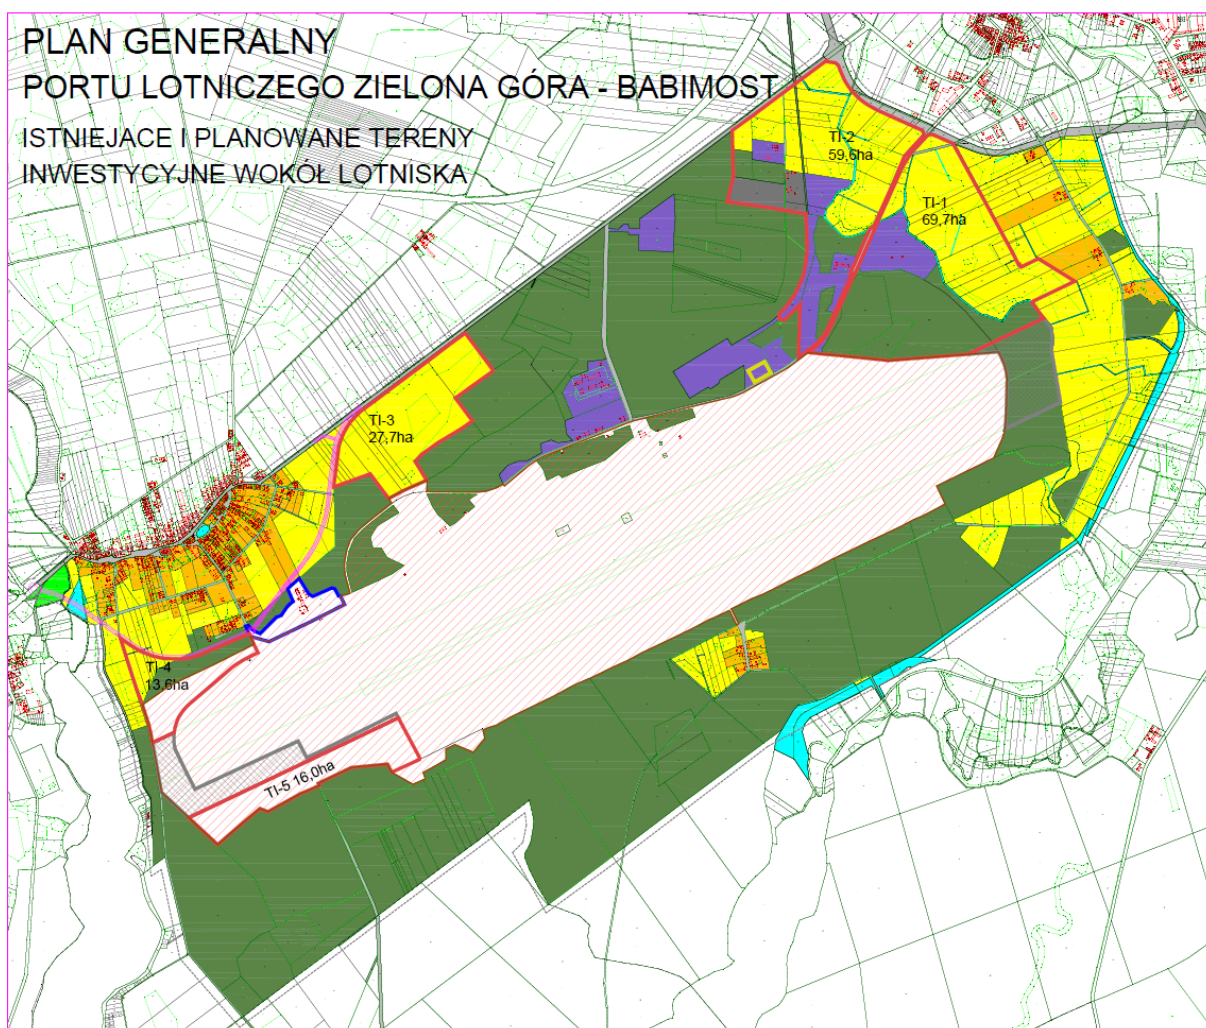 PLAN GENERALNY
PORTU LOTNICZEGO ZIELONA GÓRA - BABIMOST
ISTNIEJACE I PLANOWANE TERENY
INWESTYCYJNE WOKÓŁ LOTNISKA
TI-2
59,6ha
TI-1
69,7ha
TI-3
27,7ha
TI-4
13,6ha
TI-5 16,0ha